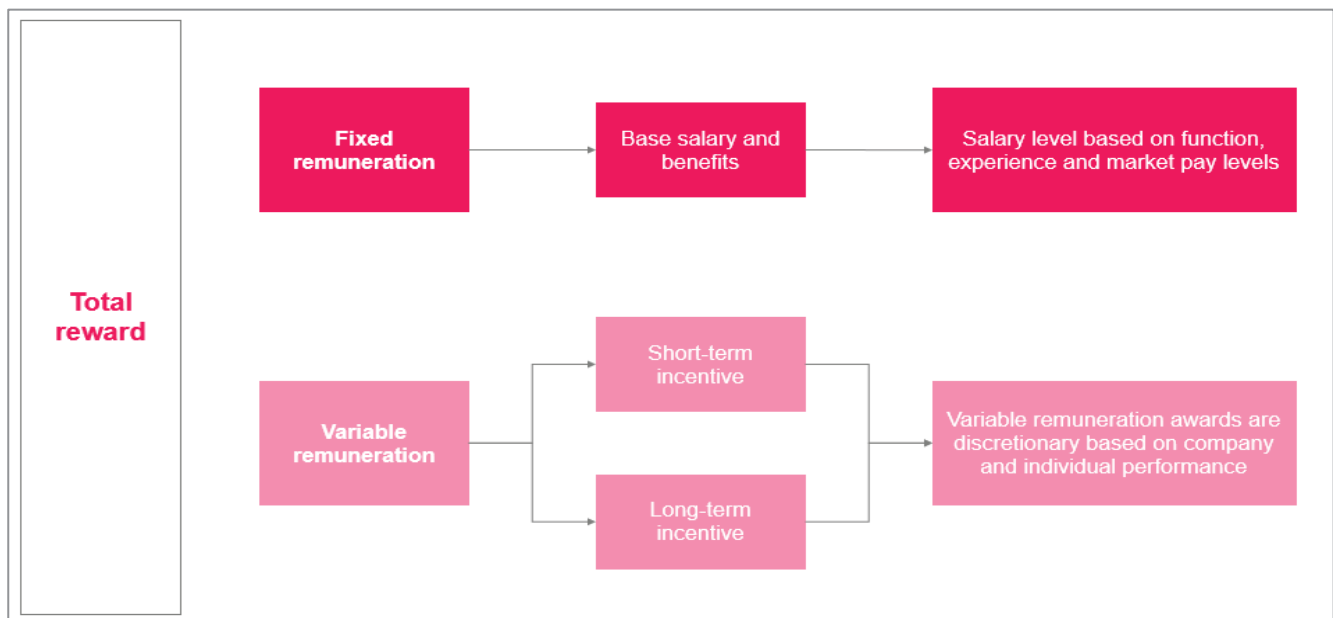 Total
reward
Fixed
remuneration
Base salary and
benefits
Salary level based on function,
experience and market pay levels
Variable
remuneration
Short-term
incentive
Long-term
incentive
Variable remuneration awards are
discretionary based on company
and individual performance